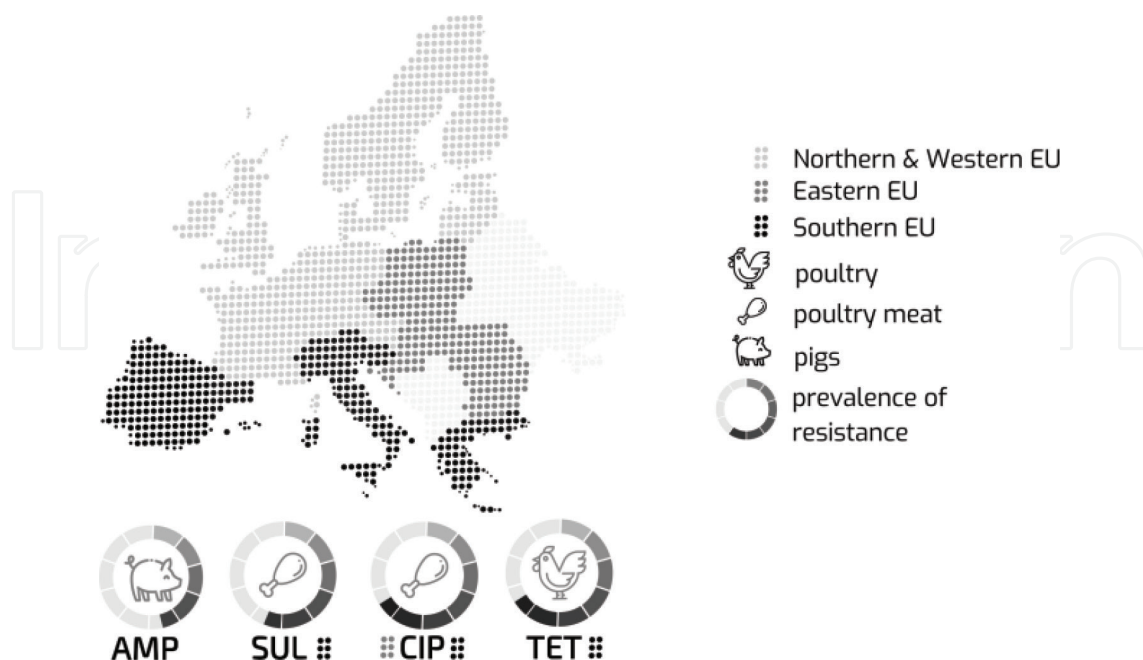 Northern & Western EU
Eastern EU
Southern EU
poultry
poultry meat
pigs
prevalence of
resistance
AMP
SUL
CIP
TET